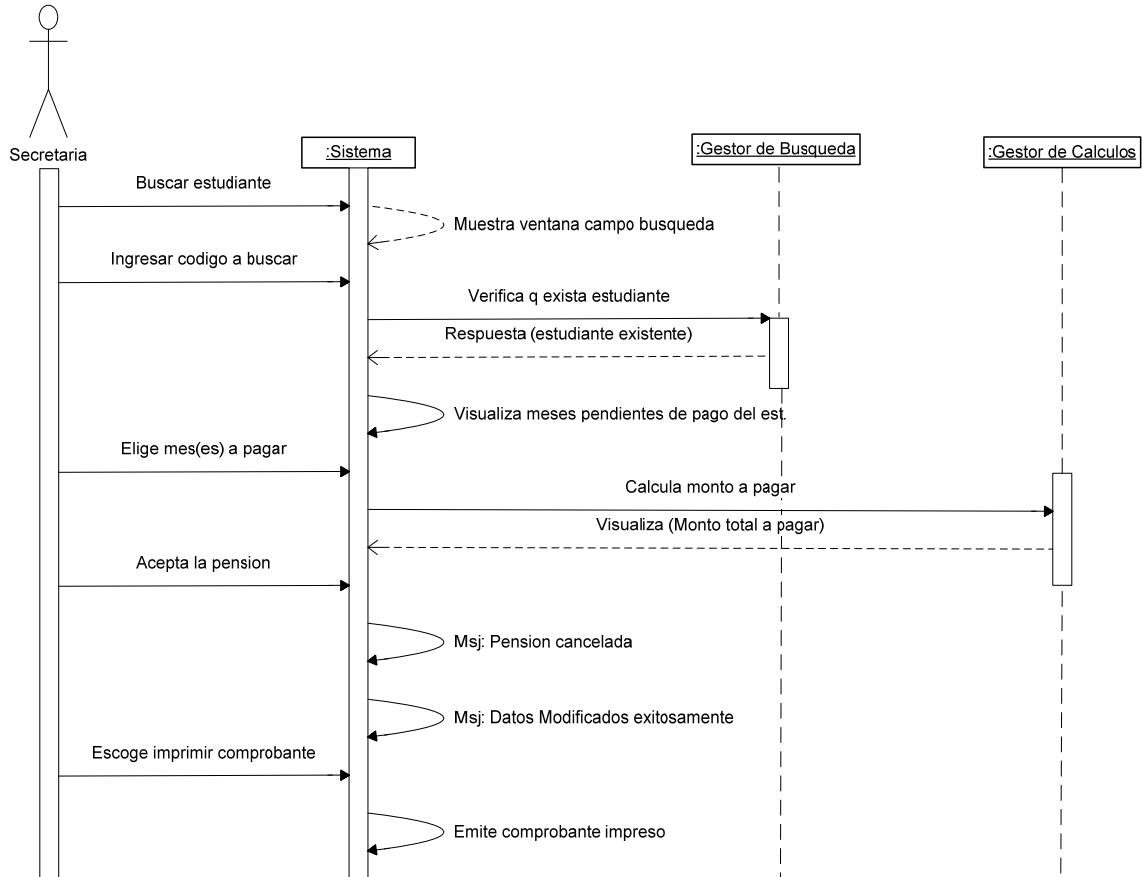 Secretaria
:Sistema
:Gestor de Busqueda
:Gestor de Calculos
Buscar estudiante
Muestra ventana campo busqueda
Ingresar codigo a buscar
Verifica q exista estudiante
Respuesta (estudiante existente)
Visualiza meses pendientes de pago del est.
Elige mes(es) a pagar
Calcula monto a pagar
Visualiza (Monto total a pagar)
Acepta la pension
Msj: Pension cancelada
Msj: Datos Modificados exitosamente
Escoge imprimir comprobante
Emite comprobante impreso